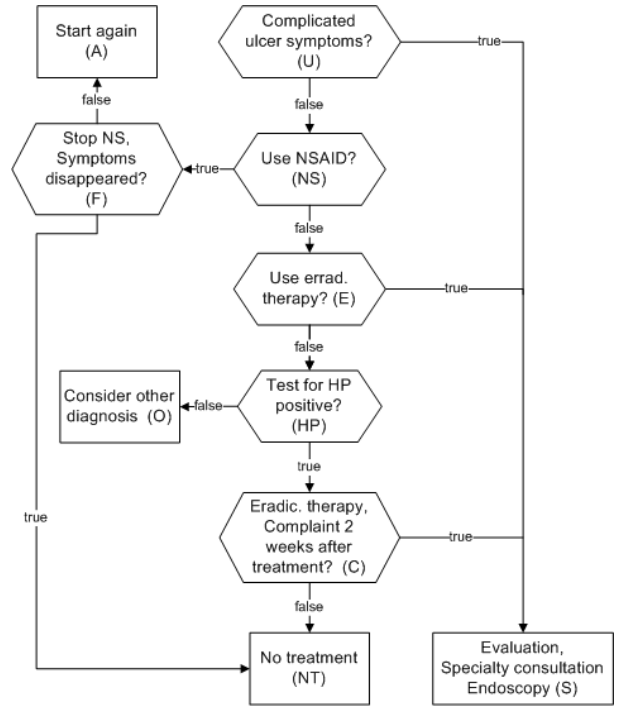 Start again
(A)
Complicated
ulcer symptoms?
(U)
true
false
false
Stop NS,
Symptoms
disappeared?
(F)
true
Use NSAID?
(NS)
false
Use errad.
therapy? (E)
true
false
Consider other
diagnosis (O)
false
Test for HP
positive?
(HP)
true
true
Eradic. therapy,
Complaint 2
weeks after
treatment? (C)
true
false
No treatment
(NT)
Evaluation,
Specialty consultation
Endoscopy (S)